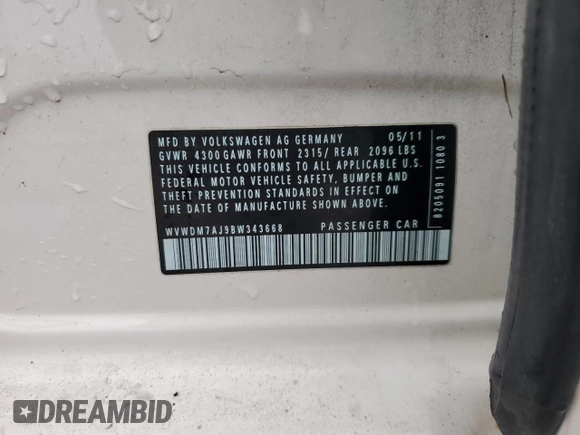 MFD BY VOLKSWAGEN AG GERMANY 05/11
GVWR 4300 GAWR FRONT 2315/ REAR 2096 LBS
THIS VEHICLE CONFORMS TO ALL APPLICABLE U.S.
FEDERAL MOTOR VEHICLE SAFETY, BUMPER AND
THEFT PREVENTION STANDARDS IN EFFECT ON THE
DATE OF MANUFACTURE SHOWN ABOVE.
WVWDM7AJ9BW343668 PASSENGER CAR
8205091 1080 3
DREAMBID